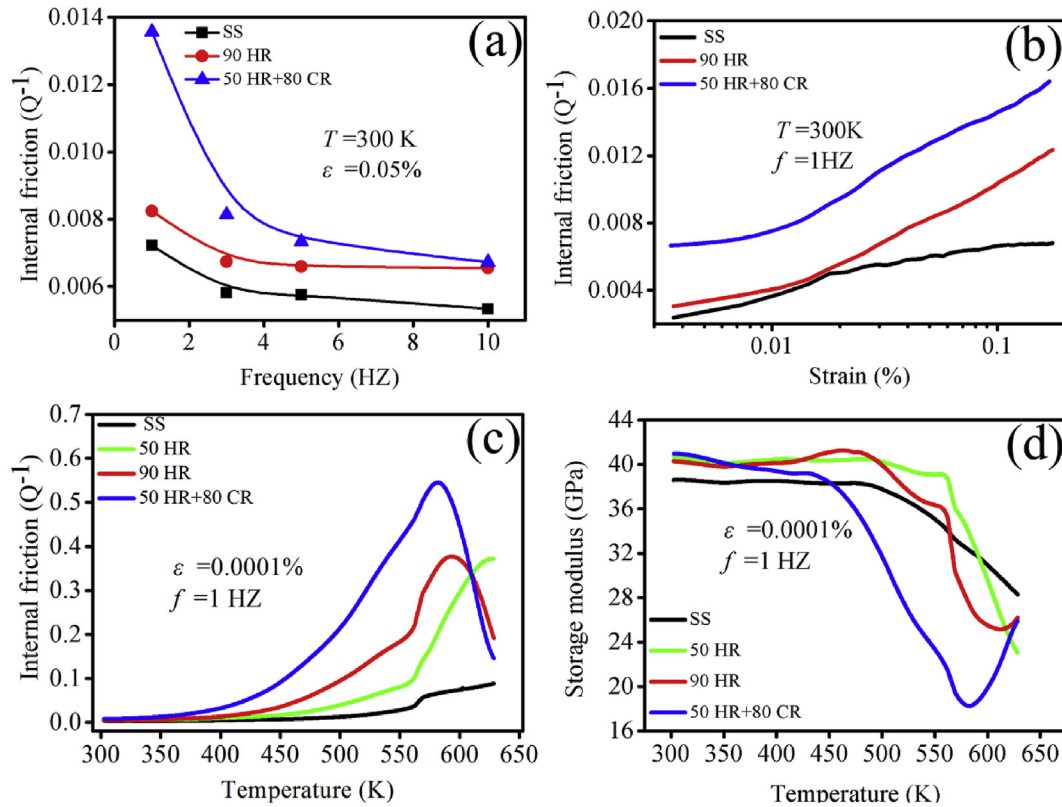 (a)
SS
90 HR
50 HR+80 CR
T =300 K
ε =0.05%
Internal friction (Q⁻¹)
0.014
0.012
0.010
0.008
0.006
0 2 4 6 8 10
Frequency (HZ)
(b)
SS
90 HR
50 HR+80 CR
T =300K
f =1HZ
Internal friction (Q⁻¹)
0.020
0.016
0.012
0.008
0.004
0.01 0.1
Strain (%)
(c)
SS
50 HR
90 HR
50 HR+80 CR
ε =0.0001%
f =1 HZ
Internal friction (Q⁻¹)
0.7
0.6
0.5
0.4
0.3
0.2
0.1
0.0
300 350 400 450 500 550 600 650
Temperature (K)
(d)
ε =0.0001%
f =1 HZ
SS
50 HR
90 HR
50 HR+80 CR
Storage modulus (GPa)
44
40
36
32
28
24
20
16
300 350 400 450 500 550 600 650
Temperature (K)